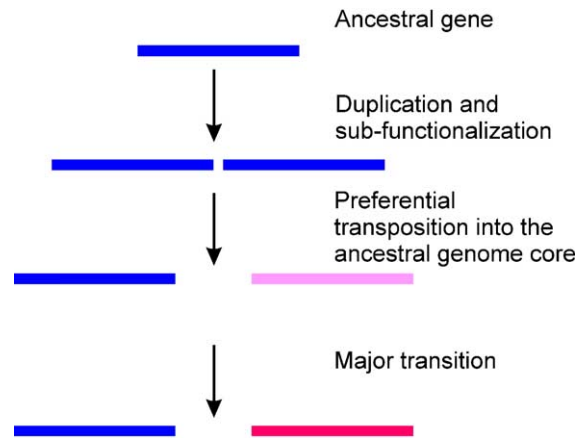 Ancestral gene
Duplication and
sub-functionalization
Preferential
transposition into the
ancestral genome core
Major transition